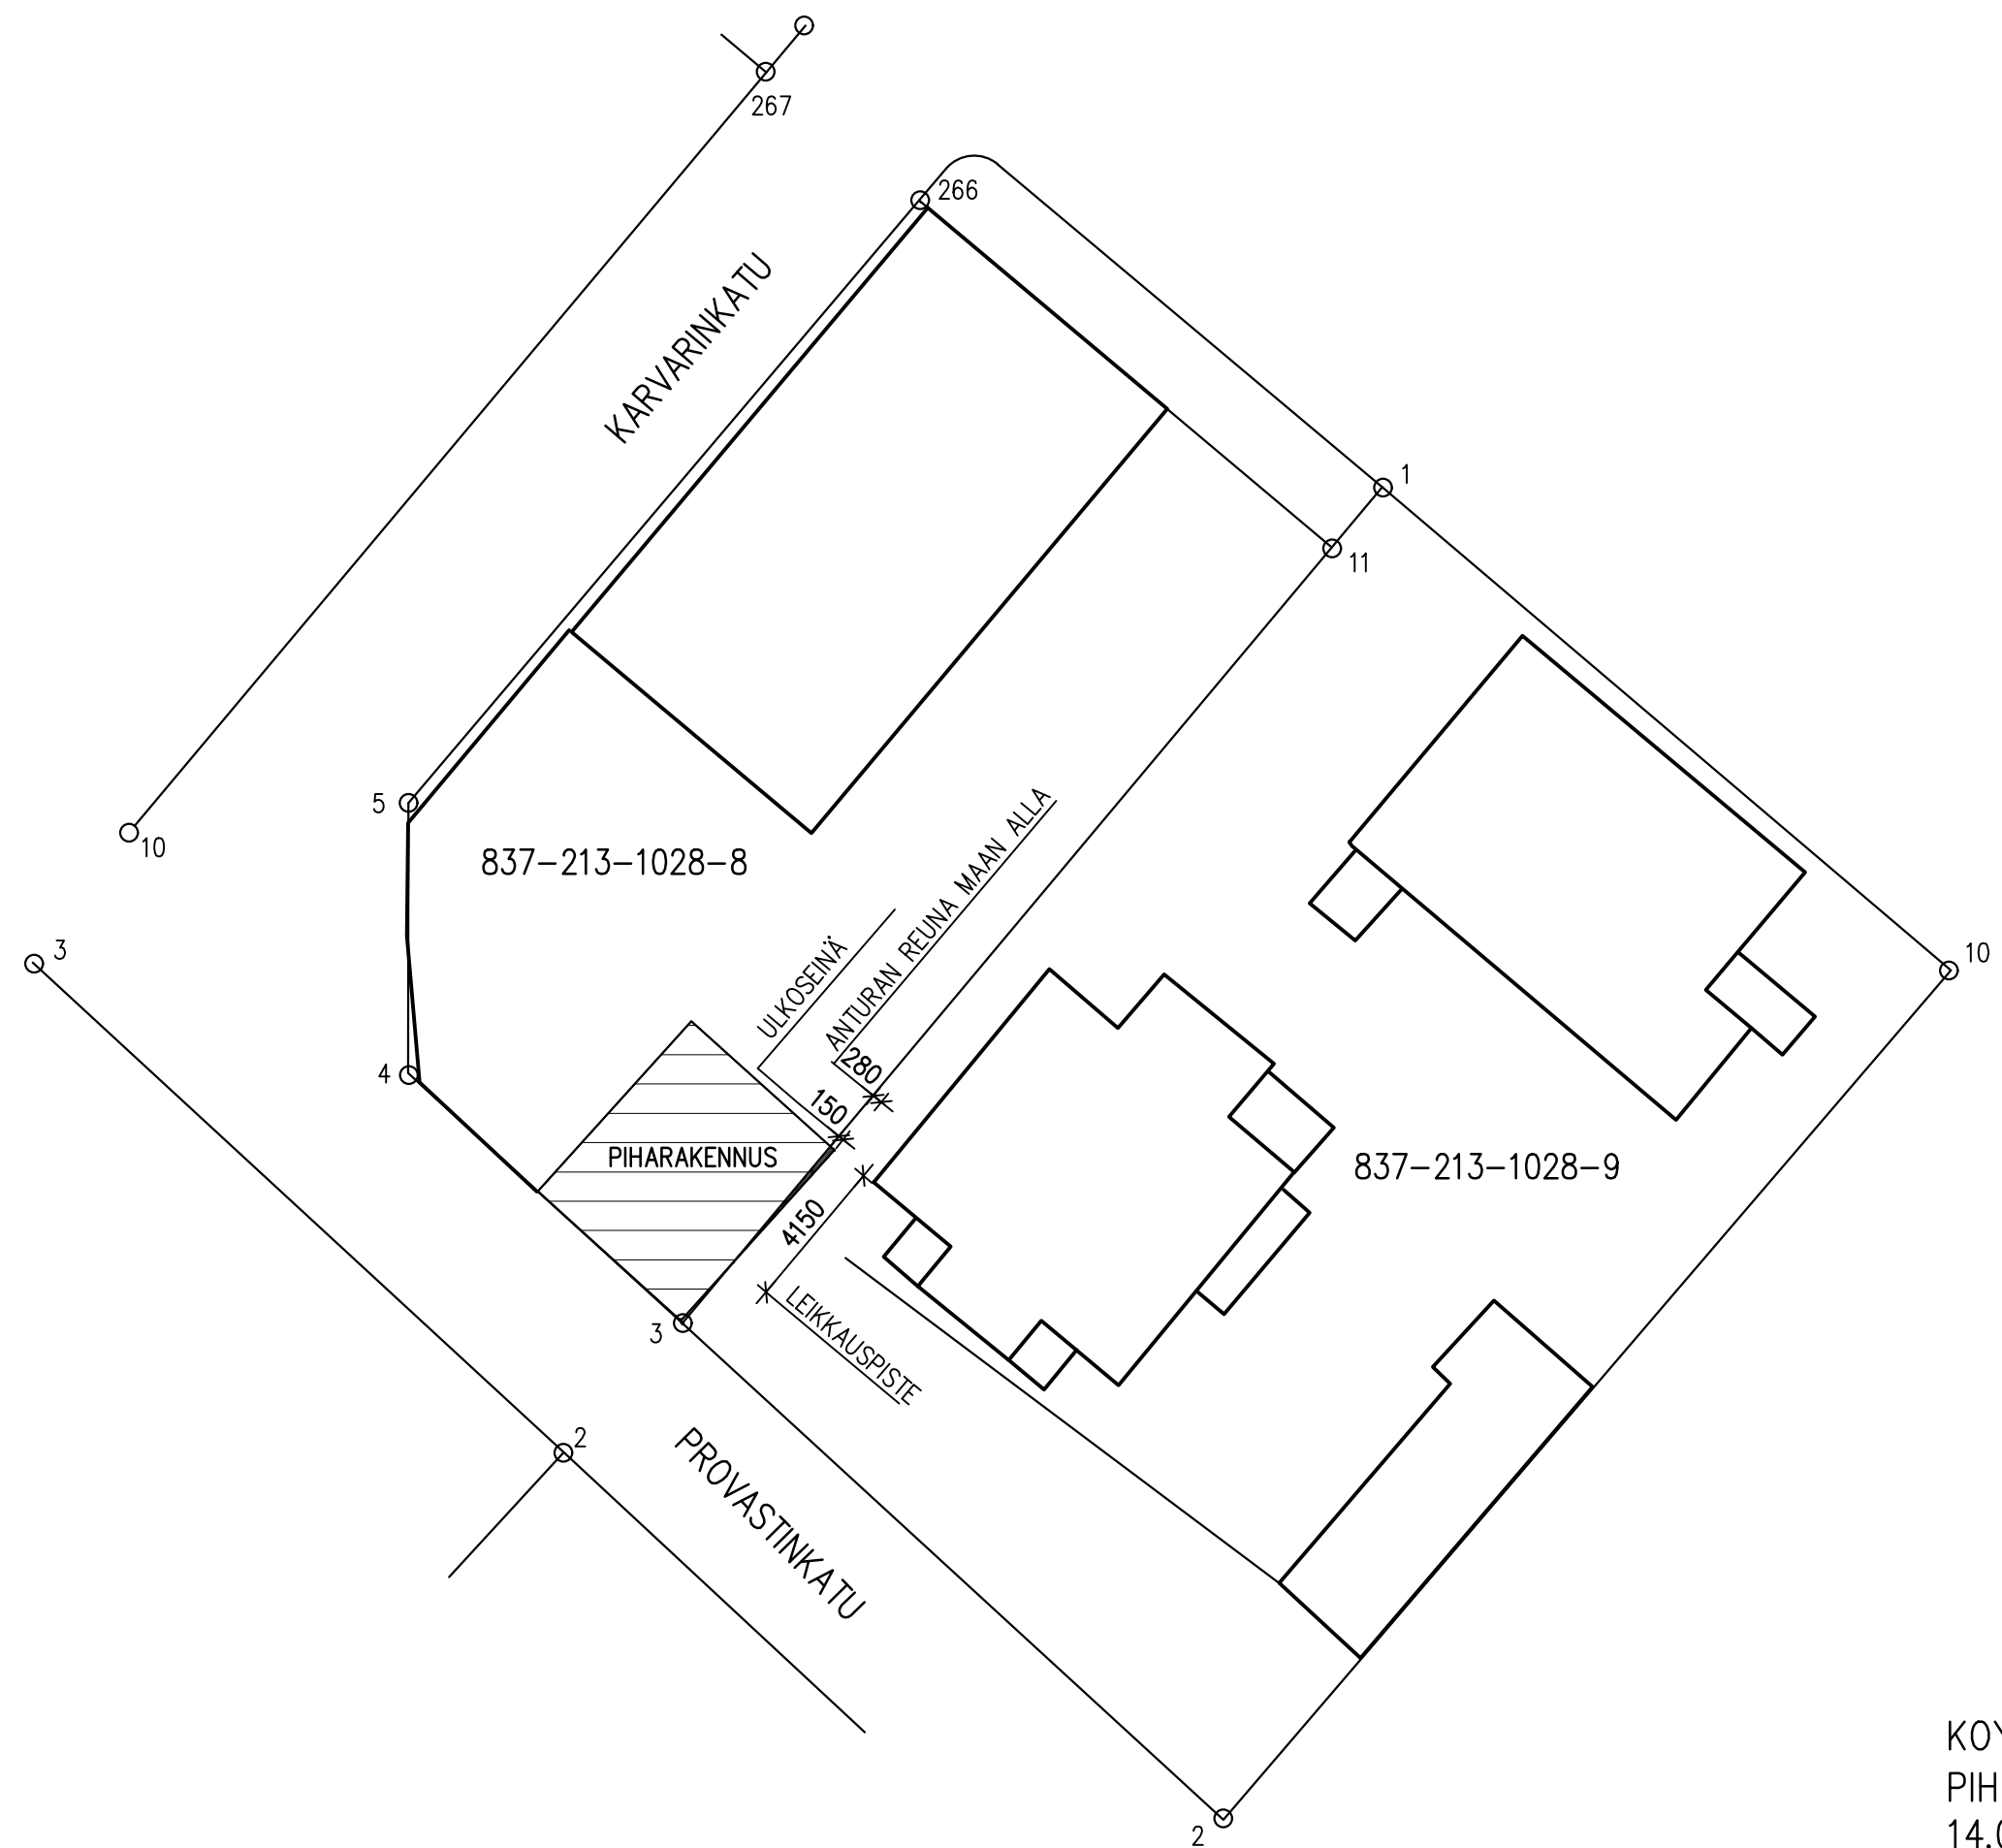 267
266
KARVARINKATU
1
11
5
10
837-213-1028-8
3
10
ULKOSEINÄ
ANTURAN REUNA MAAN ALLA
280
4
150
PIHARAKENNUS
837-213-1028-9
4150
3
LEIKKAUSPISTE
2
PROVASTINKATU
2